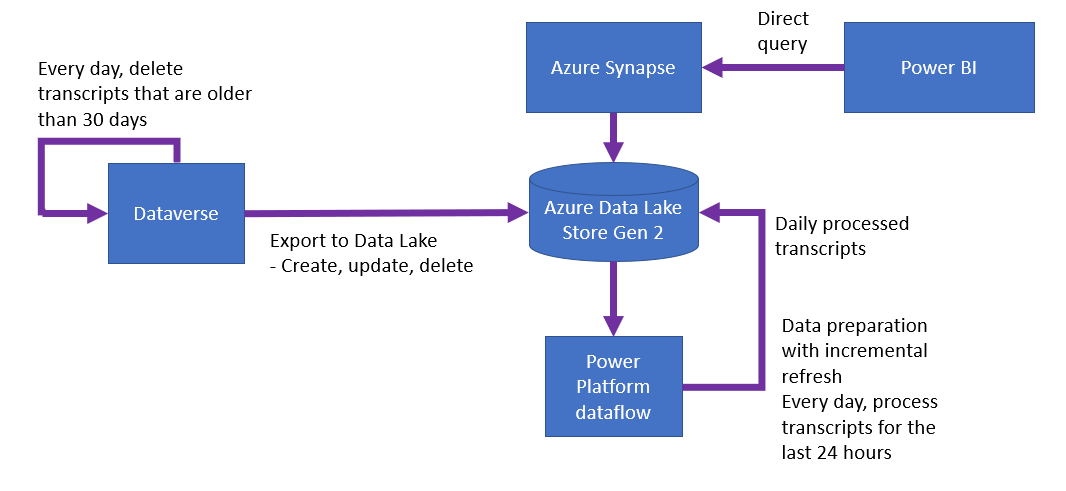 Direct
query
Azure Synapse
Power BI
Every day, delete
transcripts that are older
than 30 days
Dataverse
Export to Data Lake
- Create, update, delete
Azure Data Lake
Store Gen 2
Daily processed
transcripts
Power
Platform
dataflow
Data preparation
with incremental
refresh
Every day, process
transcripts for the
last 24 hours